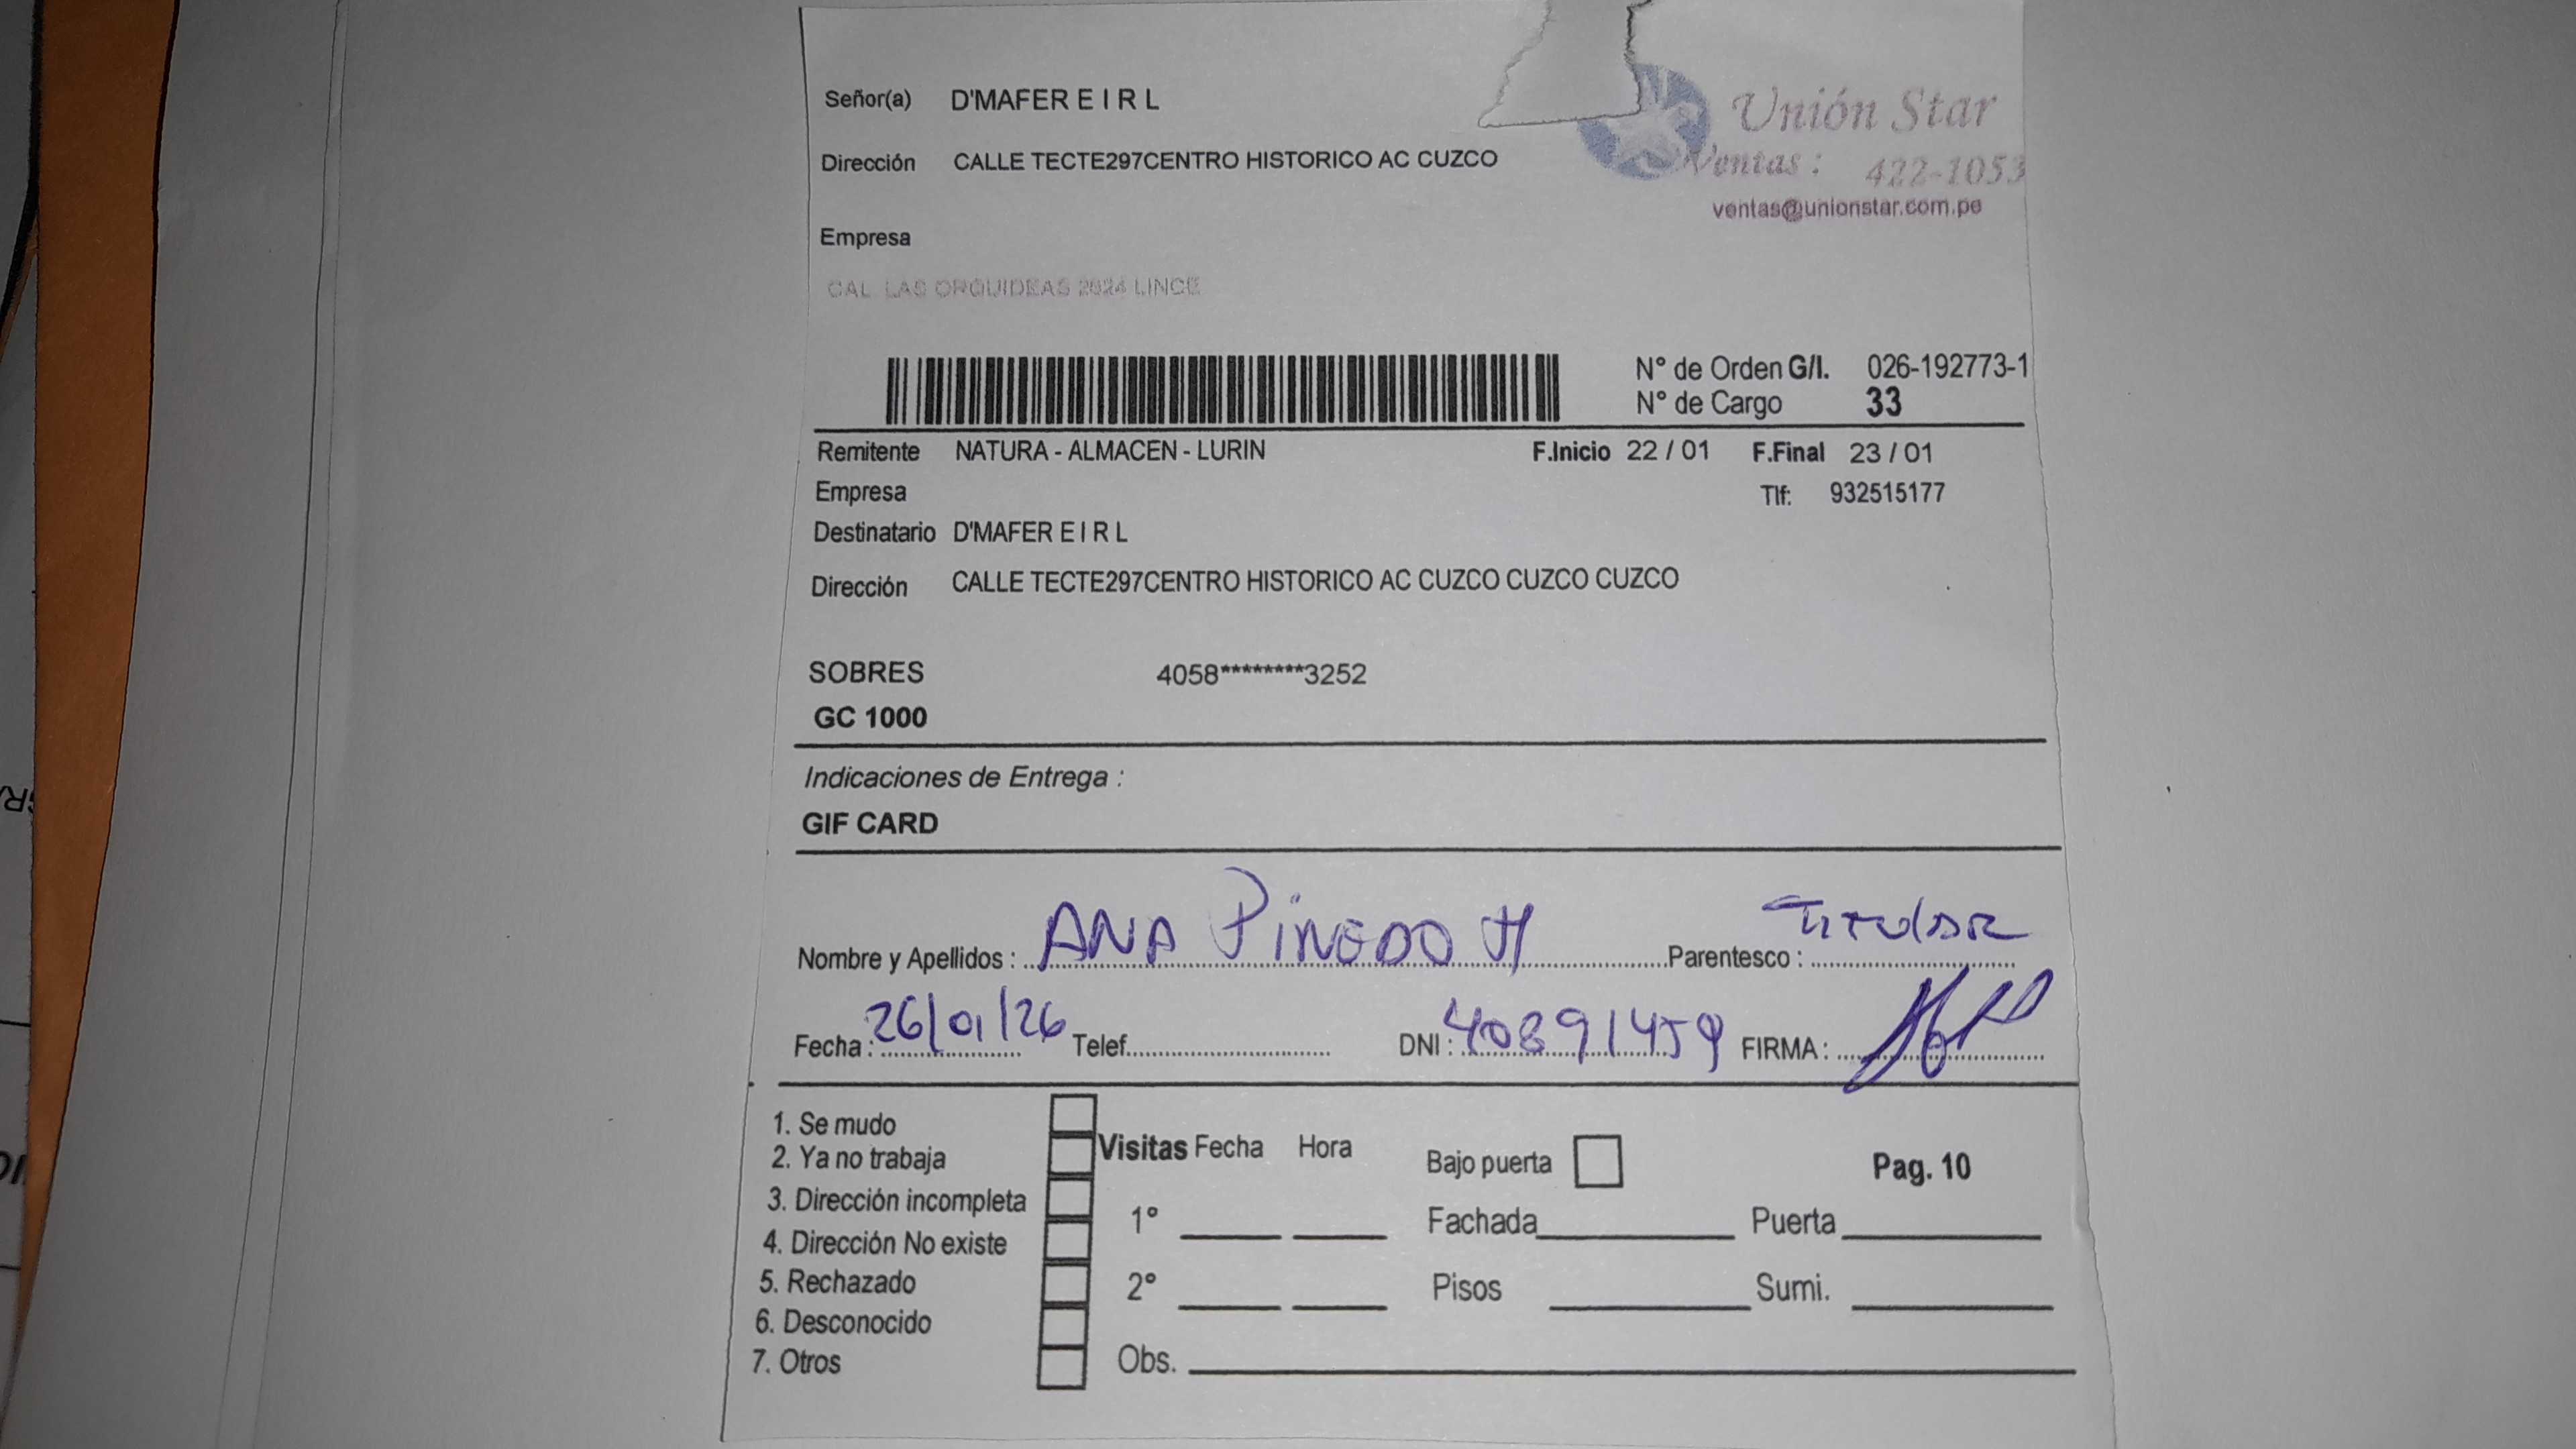 Señor(a) D'MAFER E I R L
Unión Star
Dirección CALLE TECTE297CENTRO HISTORICO AC CUZCO
Ventas : 422-1053
ventas@unionstar.com.pe
Empresa
CAL. LAS ORQUIDEAS 2624 LINCE
N° de Orden G/I. 026-192773-1
N° de Cargo 33
Remitente NATURA - ALMACEN - LURIN F.Inicio 22 / 01 F.Final 23 / 01
Empresa Tlf: 932515177
Destinatario D'MAFER E I R L
Dirección CALLE TECTE297CENTRO HISTORICO AC CUZCO CUZCO CUZCO
SOBRES 4058********3252
GC 1000
Indicaciones de Entrega :
GIF CARD
Nombre y Apellidos : ANA PINEDO H Parentesco : TITULAR
Fecha : 26/01/26 Telef. DNI : 40891459 FIRMA :
1. Se mudo
2. Ya no trabaja
3. Dirección incompleta
4. Dirección No existe
5. Rechazado
6. Desconocido
7. Otros
Visitas Fecha Hora
1°
2°
Obs.
Bajo puerta Pag. 10
Fachada Puerta
Pisos Sumi.